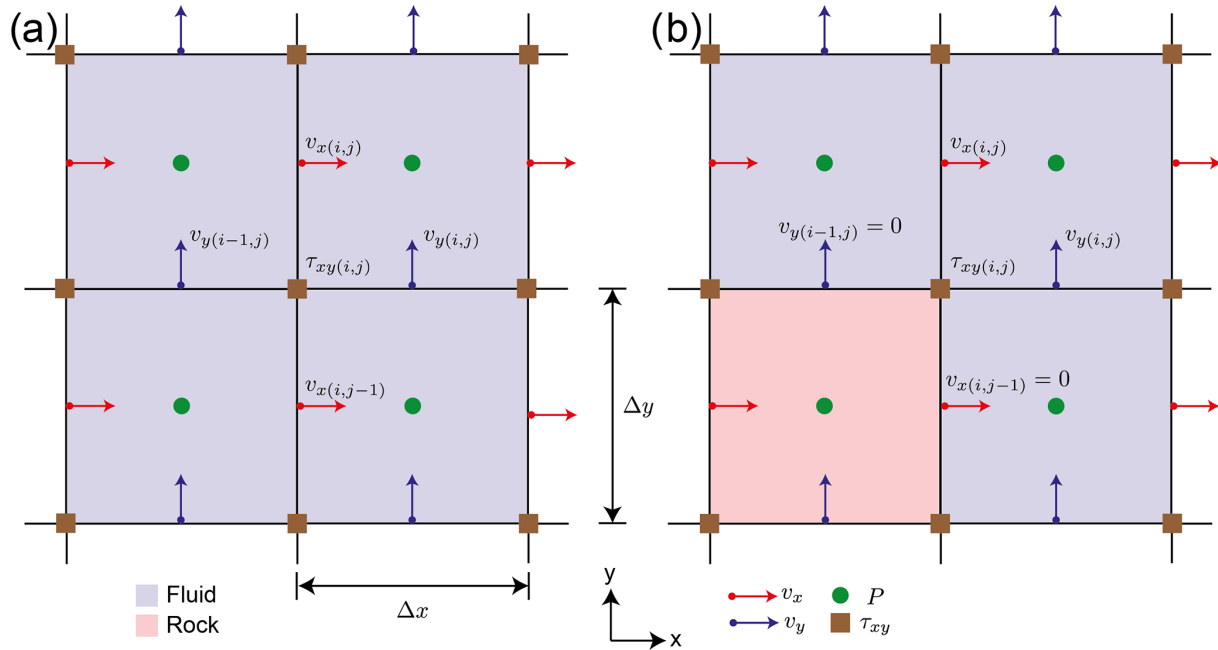 (a)
(b)
v_{x(i,j)}
v_{x(i,j)}
v_{y(i-1,j)}
v_{y(i,j)}
v_{y(i-1,j)} = 0
v_{y(i,j)}
τ_{xy(i,j)}
τ_{xy(i,j)}
v_{x(i,j-1)}
Δy
v_{x(i,j-1)} = 0
Fluid
Rock
Δx
y
x
v_x
P
v_y
τ_{xy}